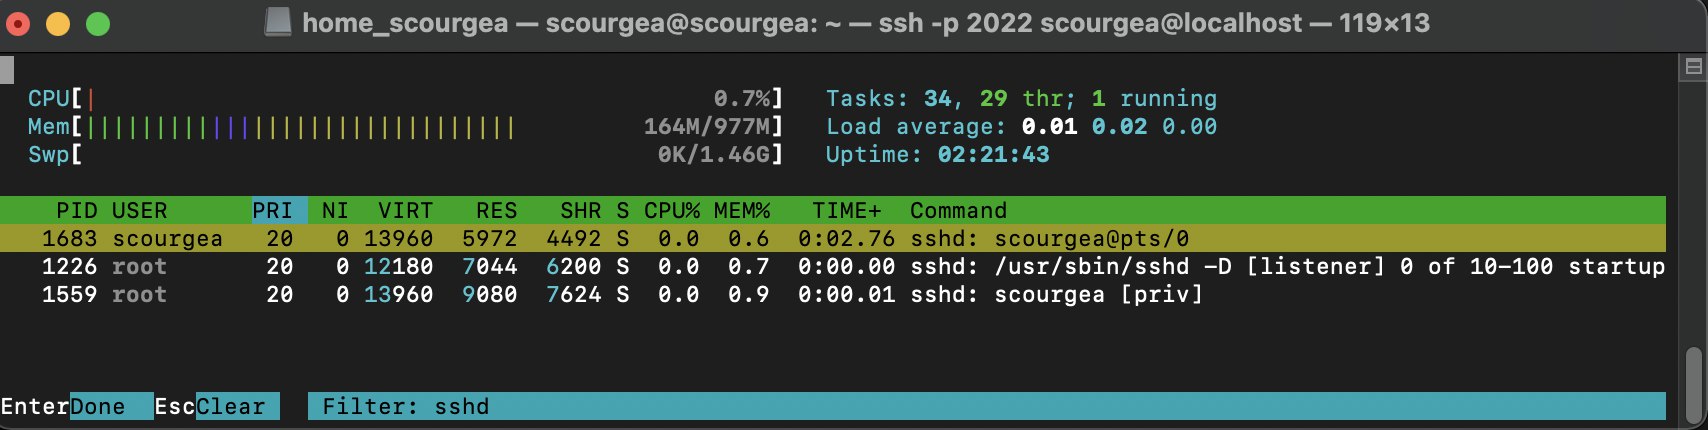 home_scourgea — scourgea@scourgea: ~ — ssh -p 2022 scourgea@localhost — 119×13
CPU[| 0.7%] Tasks: 34, 29 thr; 1 running
Mem[||||||||||||||||||||||||||||||| 164M/977M] Load average: 0.01 0.02 0.00
Swp[ 0K/1.46G] Uptime: 02:21:43
PID USER PRI NI VIRT RES SHR S CPU% MEM% TIME+ Command
1683 scourgea 20 0 13960 5972 4492 S 0.0 0.6 0:02.76 sshd: scourgea@pts/0
1226 root 20 0 12180 7044 6200 S 0.0 0.7 0:00.00 sshd: /usr/sbin/sshd -D [listener] 0 of 10-100 startup
1559 root 20 0 13960 9080 7624 S 0.0 0.9 0:00.01 sshd: scourgea [priv]
EnterDone EscClear Filter: sshd